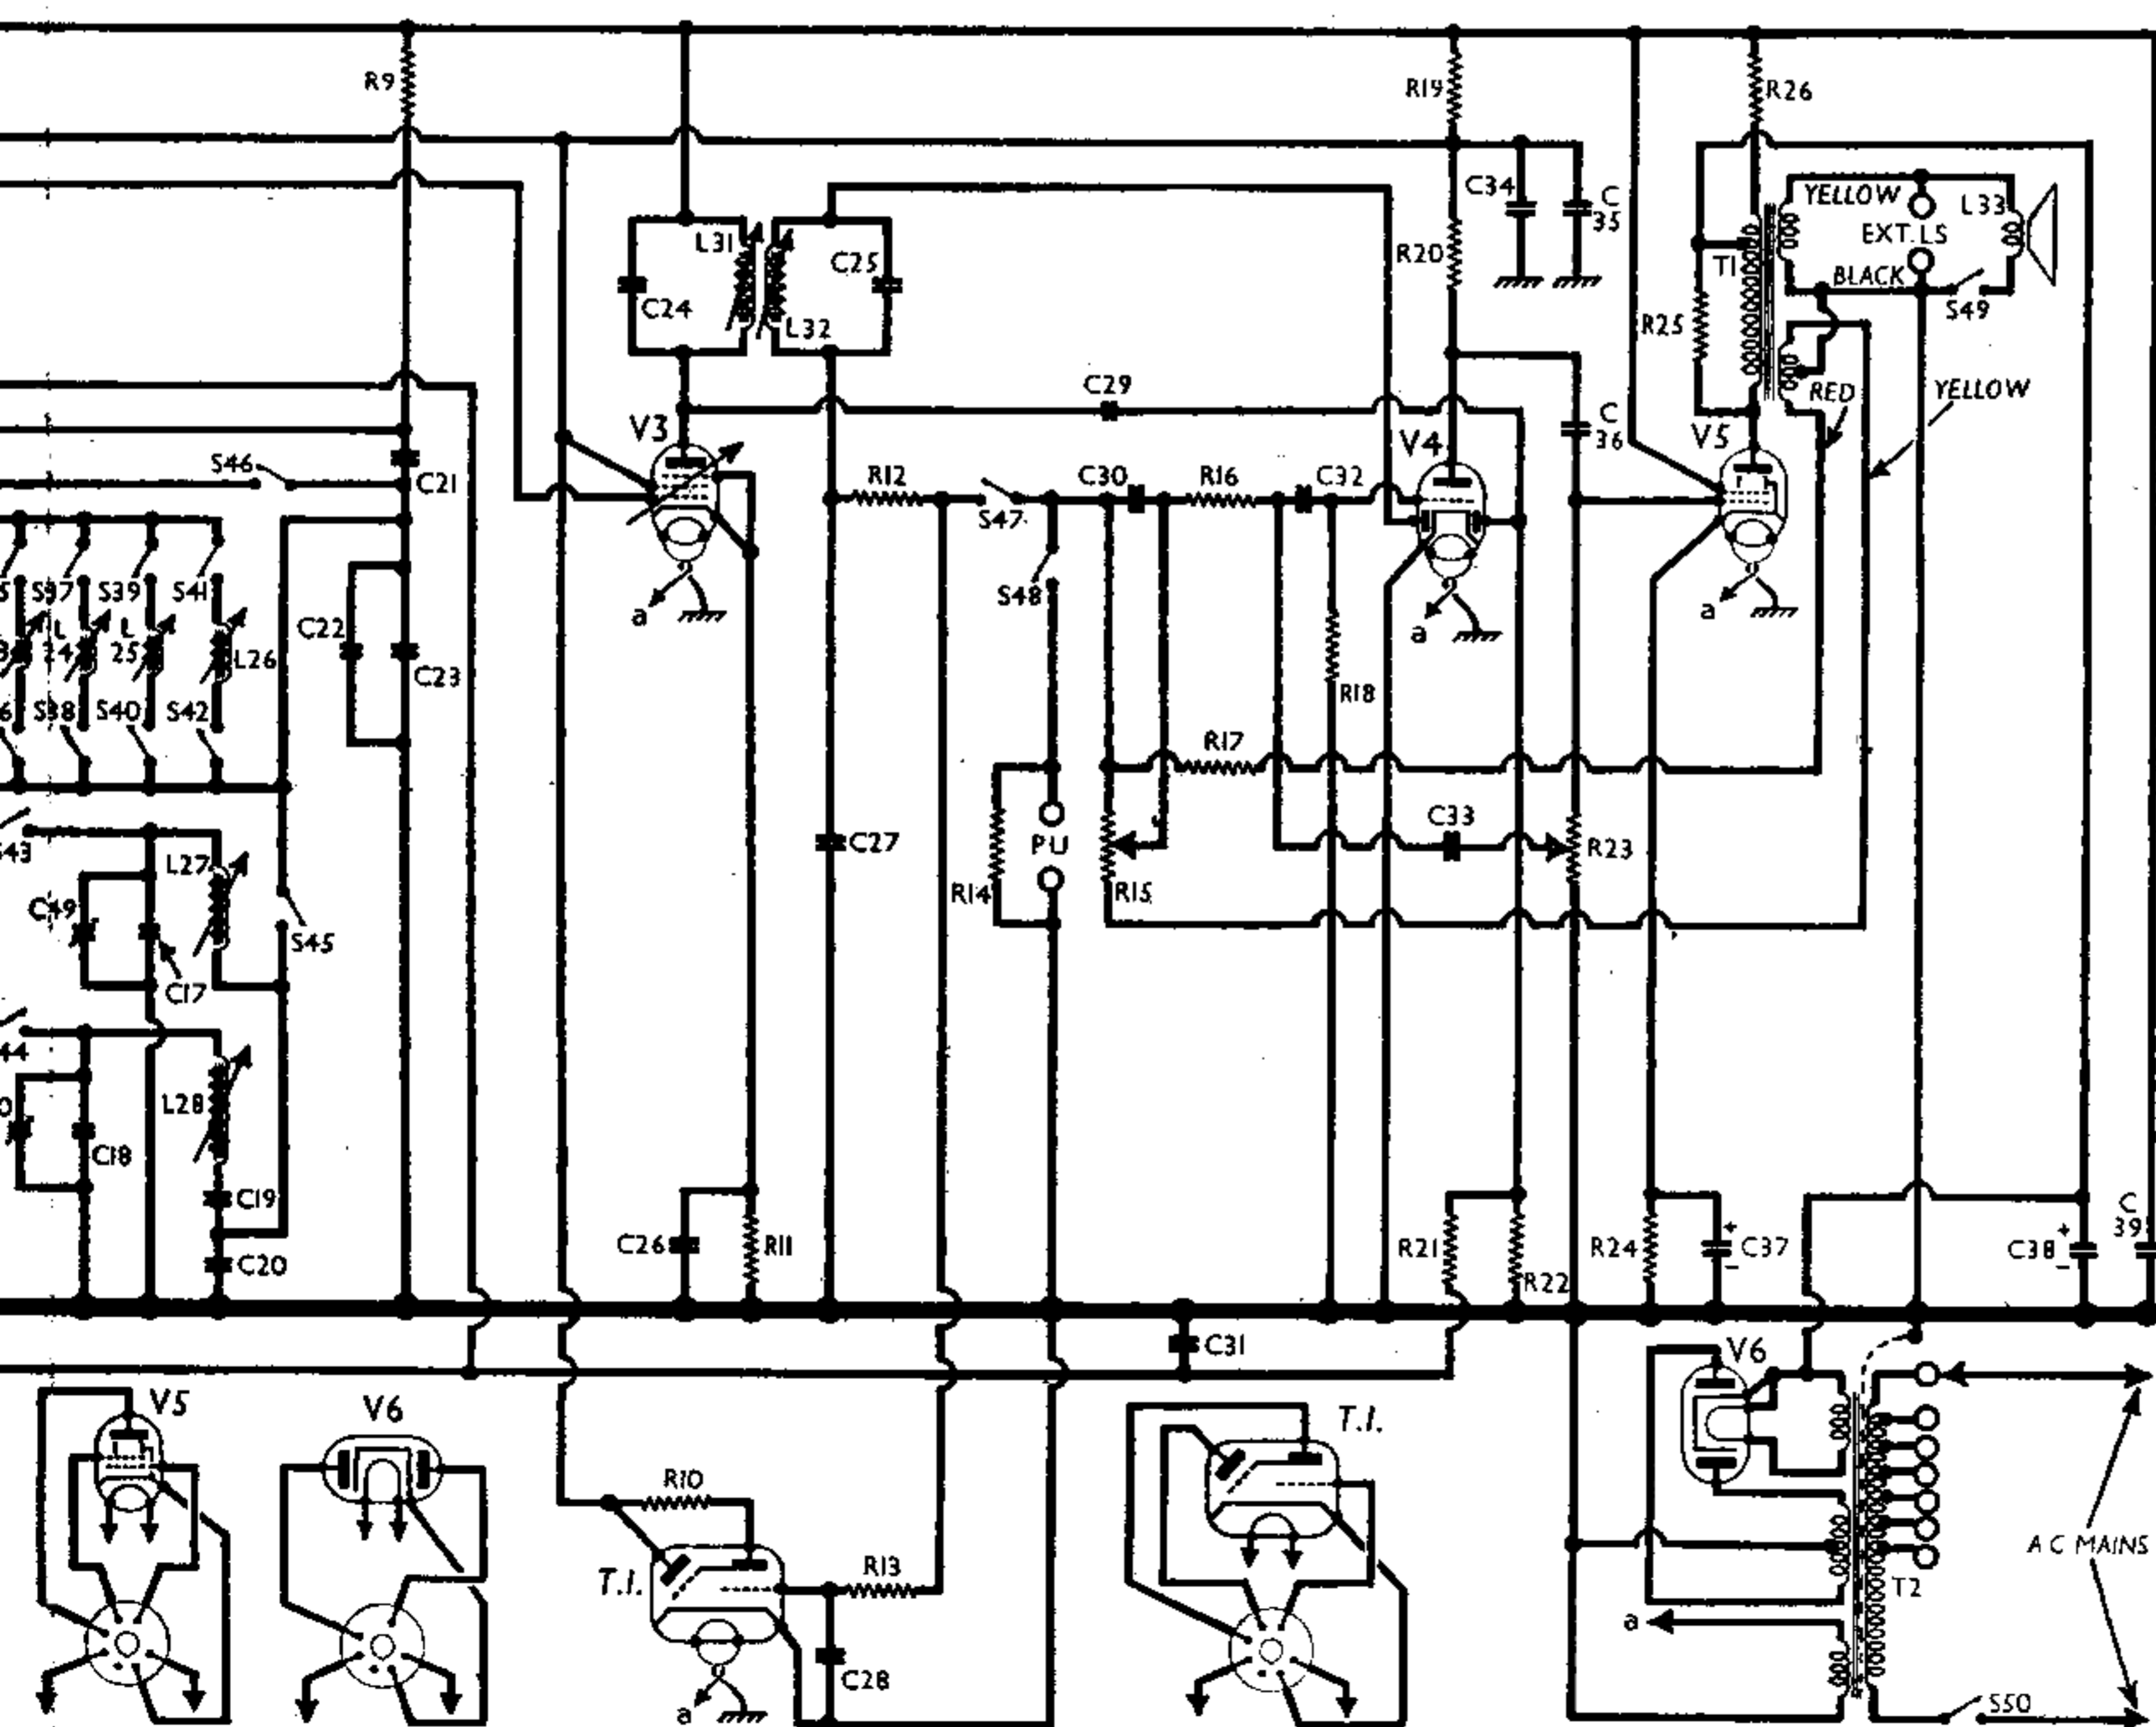 R9
R19
R26
C34
C
35
YELLOW
L33
EXT. LS
L31
C25
R20
T1
BLACK
C24
L32
R25
S49
C29
RED
YELLOW
V3
C
36
V4
V5
S46
C21
R12
C30
R16
C32
S47
S37
S39
S41
S48
a
a
a
C22
L
24
L
25
L26
C23
R18
S38
S40
S42
R17
C33
PU
R23
L27
C27
R14
R15
C49
S45
C17
L28
C18
C19
C26
R11
R21
R24
C37
C38
C
39
C20
R22
C31
V6
V5
V6
T.I.
R10
T.I.
R13
A C MAINS
T2
a
C28
a
S50